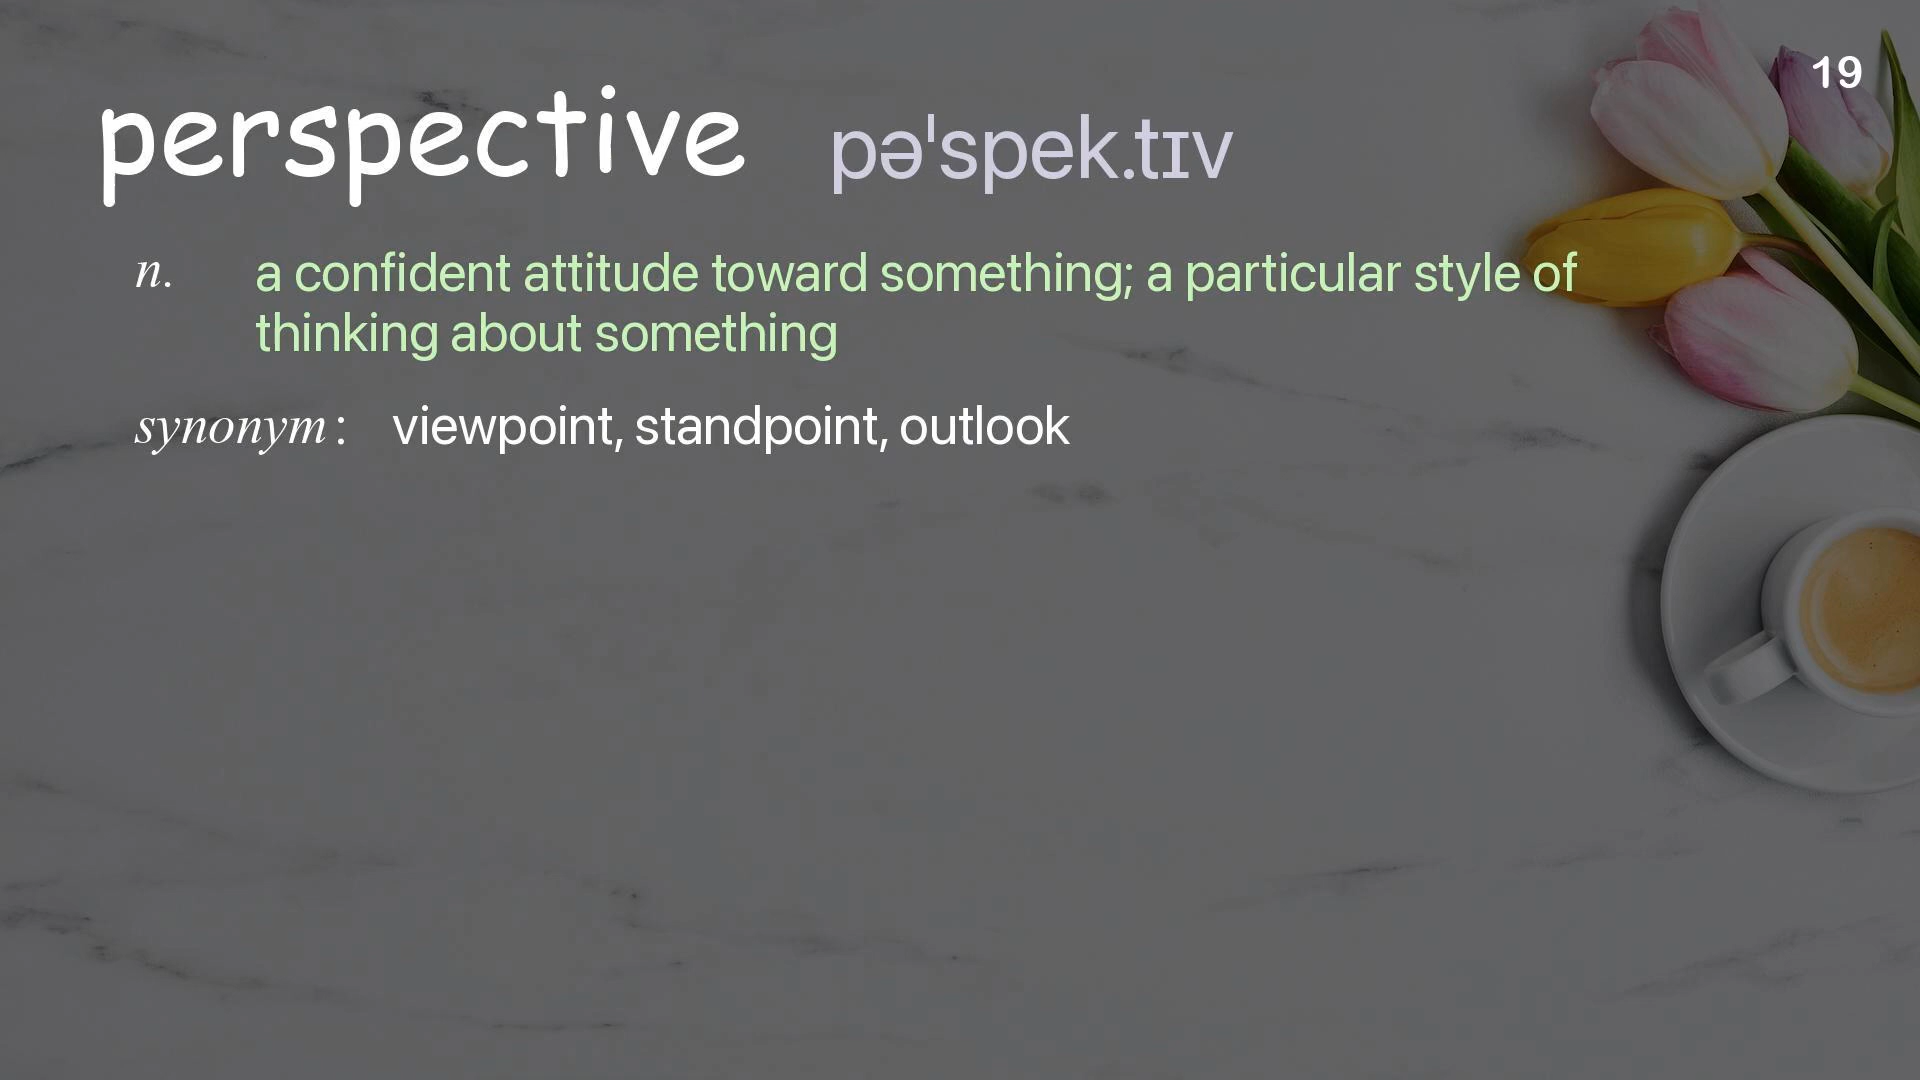 19
perspective pəˈspek.tɪv
n. a confident attitude toward something; a particular style of
thinking about something
synonym : viewpoint, standpoint, outlook